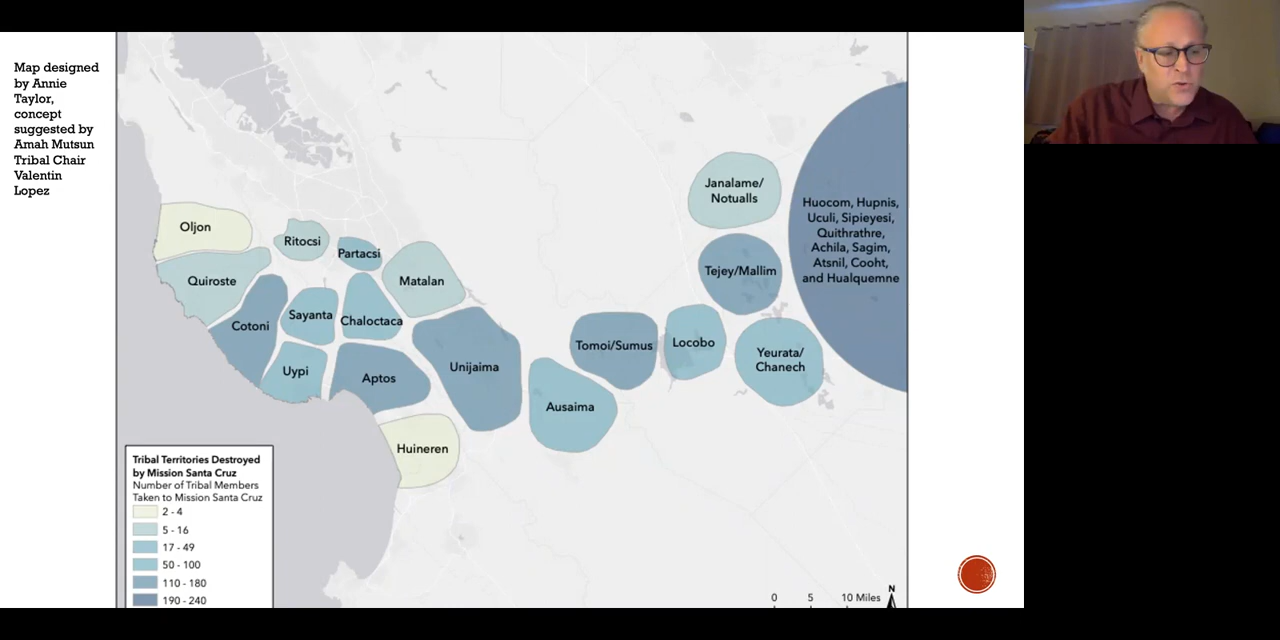 Map designed
by Annie
Taylor,
concept
suggested by
Amah Mutsun
Tribal Chair
Valentin
Lopez
Janalame/
Notualls
Huocom, Hupnis,
Uculi, Sipieyesi,
Quithrathre,
Achila, Sagim,
Atsnil, Cooht,
and Hualquemne
Oljon
Ritocsi
Partacsi
Tejey/Mallim
Quiroste
Matalan
Cotoni
Sayanta
Chaloctaca
Tomoi/Sumus
Locobo
Yeurata/
Chanech
Uypi
Aptos
Unijaima
Ausaima
Huineren
Tribal Territories Destroyed
by Mission Santa Cruz
Number of Tribal Members
Taken to Mission Santa Cruz
2 - 4
5 - 16
17 - 49
50 - 100
110 - 180
190 - 240
0 5 10 Miles
N